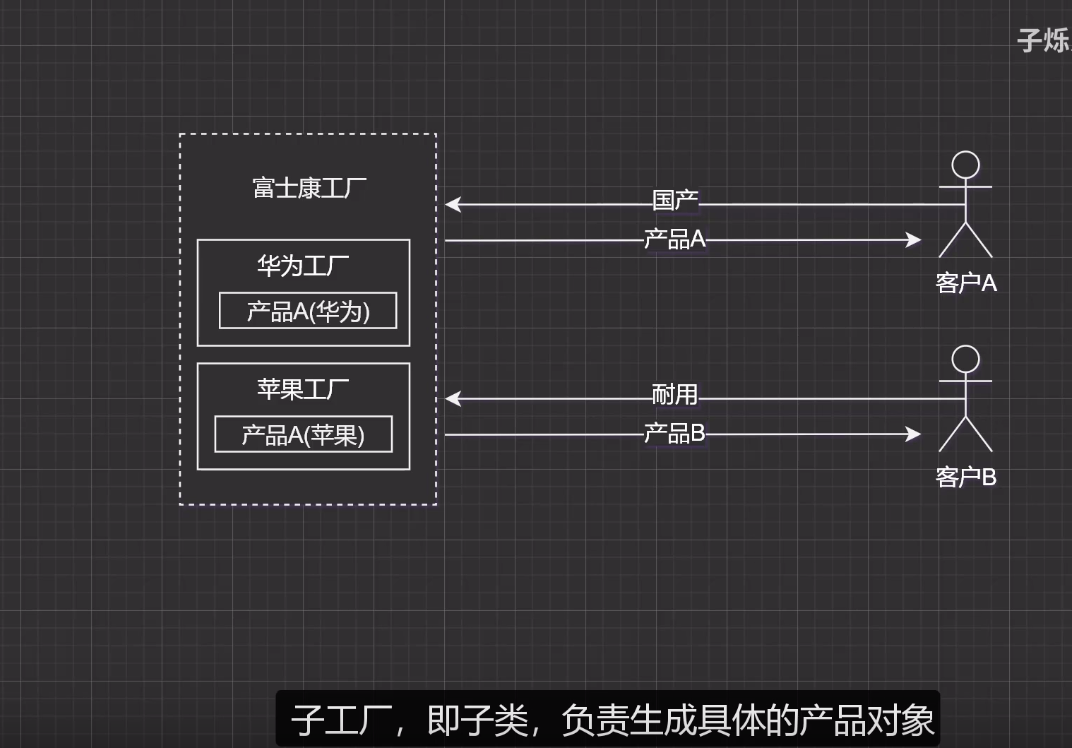 子烁
富士康工厂
国产
产品A
华为工厂
产品A(华为)
客户A
苹果工厂
产品A(苹果)
耐用
产品B
客户B
子工厂，即子类，负责生成具体的产品对象